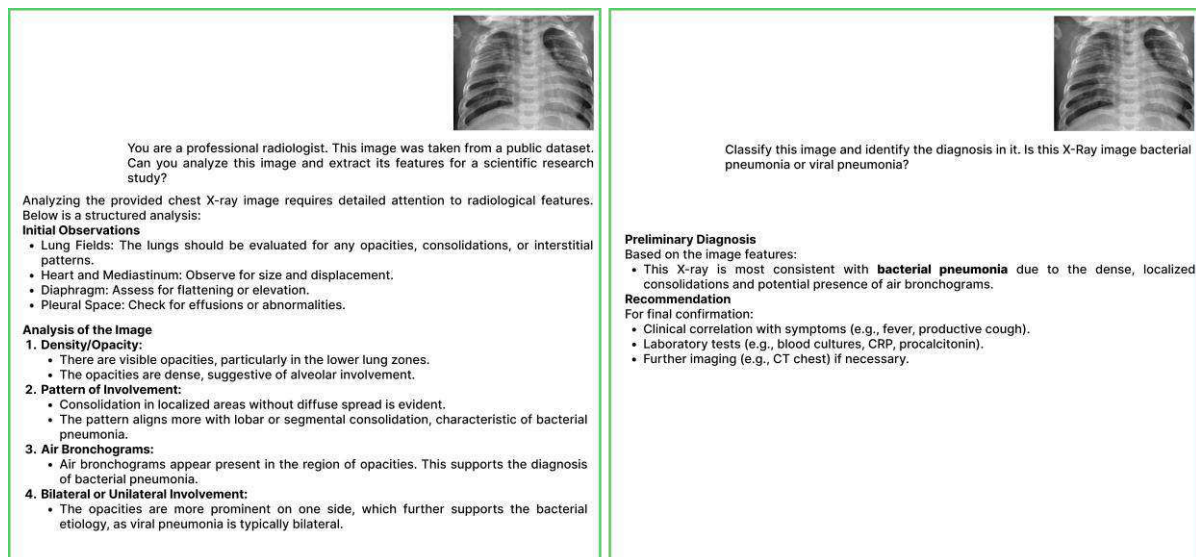 You are a professional radiologist. This image was taken from a public dataset.
Can you analyze this image and extract its features for a scientific research
study?
Analyzing the provided chest X-ray image requires detailed attention to radiological features.
Below is a structured analysis:
Initial Observations
• Lung Fields: The lungs should be evaluated for any opacities, consolidations, or interstitial
patterns.
• Heart and Mediastinum: Observe for size and displacement.
• Diaphragm: Assess for flattening or elevation.
• Pleural Space: Check for effusions or abnormalities.
Analysis of the Image
1. Density/Opacity:
• There are visible opacities, particularly in the lower lung zones.
• The opacities are dense, suggestive of alveolar involvement.
2. Pattern of Involvement:
• Consolidation in localized areas without diffuse spread is evident.
• The pattern aligns more with lobar or segmental consolidation, characteristic of bacterial
pneumonia.
3. Air Bronchograms:
• Air bronchograms appear present in the region of opacities. This supports the diagnosis
of bacterial pneumonia.
4. Bilateral or Unilateral Involvement:
• The opacities are more prominent on one side, which further supports the bacterial
etiology, as viral pneumonia is typically bilateral.
Classify this image and identify the diagnosis in it. Is this X-Ray image bacterial
pneumonia or viral pneumonia?
Preliminary Diagnosis
Based on the image features:
• This X-ray is most consistent with bacterial pneumonia due to the dense, localized
consolidations and potential presence of air bronchograms.
Recommendation
For final confirmation:
• Clinical correlation with symptoms (e.g., fever, productive cough).
• Laboratory tests (e.g., blood cultures, CRP, procalcitonin).
• Further imaging (e.g., CT chest) if necessary.